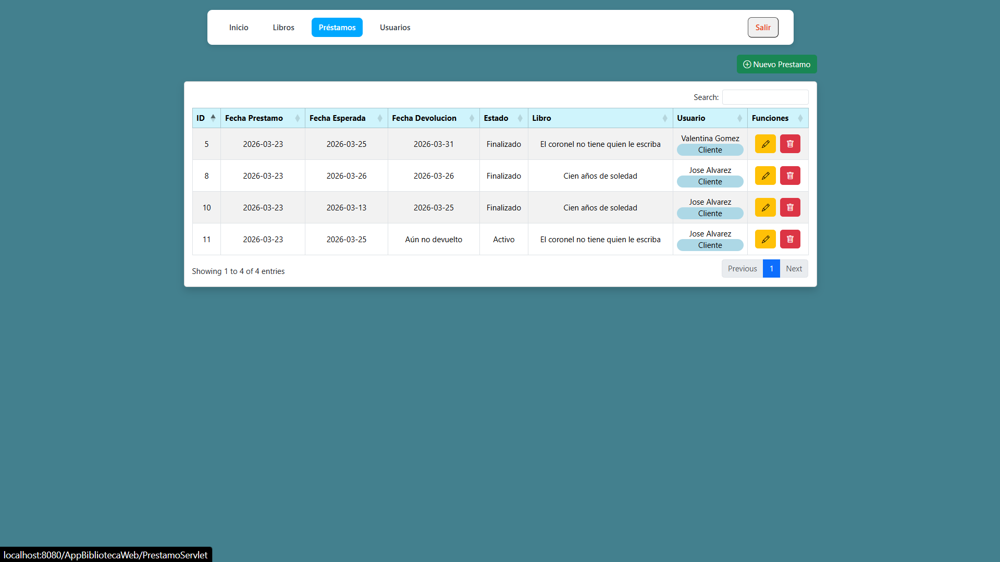 Inicio Libros Préstamos Usuarios Salir
Nuevo Prestamo
Search:
ID Fecha Prestamo Fecha Esperada Fecha Devolucion Estado Libro Usuario Funciones
5 2026-03-23 2026-03-25 2026-03-31 Finalizado El coronel no tiene quien le escriba Valentina Gomez
Cliente
8 2026-03-23 2026-03-26 2026-03-26 Finalizado Cien años de soledad Jose Alvarez
Cliente
10 2026-03-23 2026-03-13 2026-03-25 Finalizado Cien años de soledad Jose Alvarez
Cliente
11 2026-03-23 2026-03-25 Aún no devuelto Activo El coronel no tiene quien le escriba Jose Alvarez
Cliente
Showing 1 to 4 of 4 entries Previous 1 Next
localhost:8080/AppBibliotecaWeb/PrestamoServlet